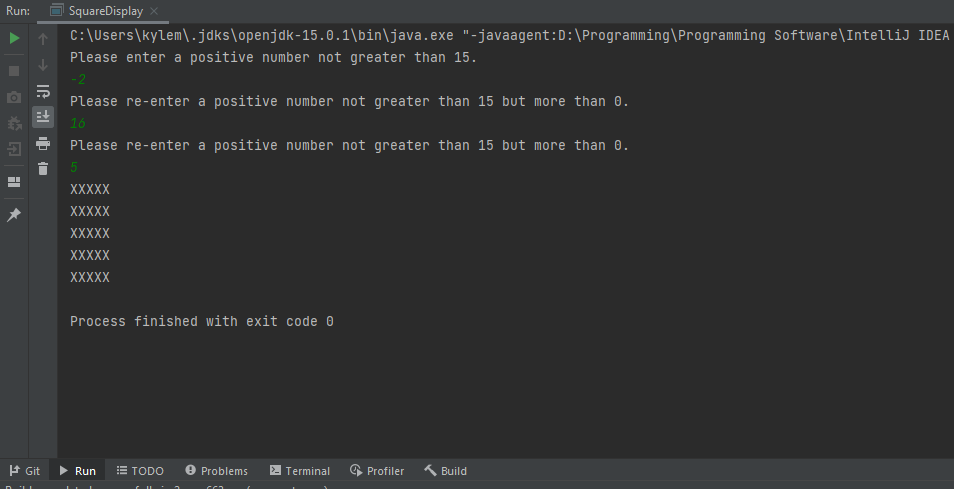 Run: SquareDisplay
C:\Users\kylem\.jdks\openjdk-15.0.1\bin\java.exe "-javaagent:D:\Programming\Programming Software\IntelliJ IDEA
Please enter a positive number not greater than 15.
-2
Please re-enter a positive number not greater than 15 but more than 0.
16
Please re-enter a positive number not greater than 15 but more than 0.
5
XXXXX
XXXXX
XXXXX
XXXXX
XXXXX
Process finished with exit code 0
Git Run TODO Problems Terminal Profiler Build